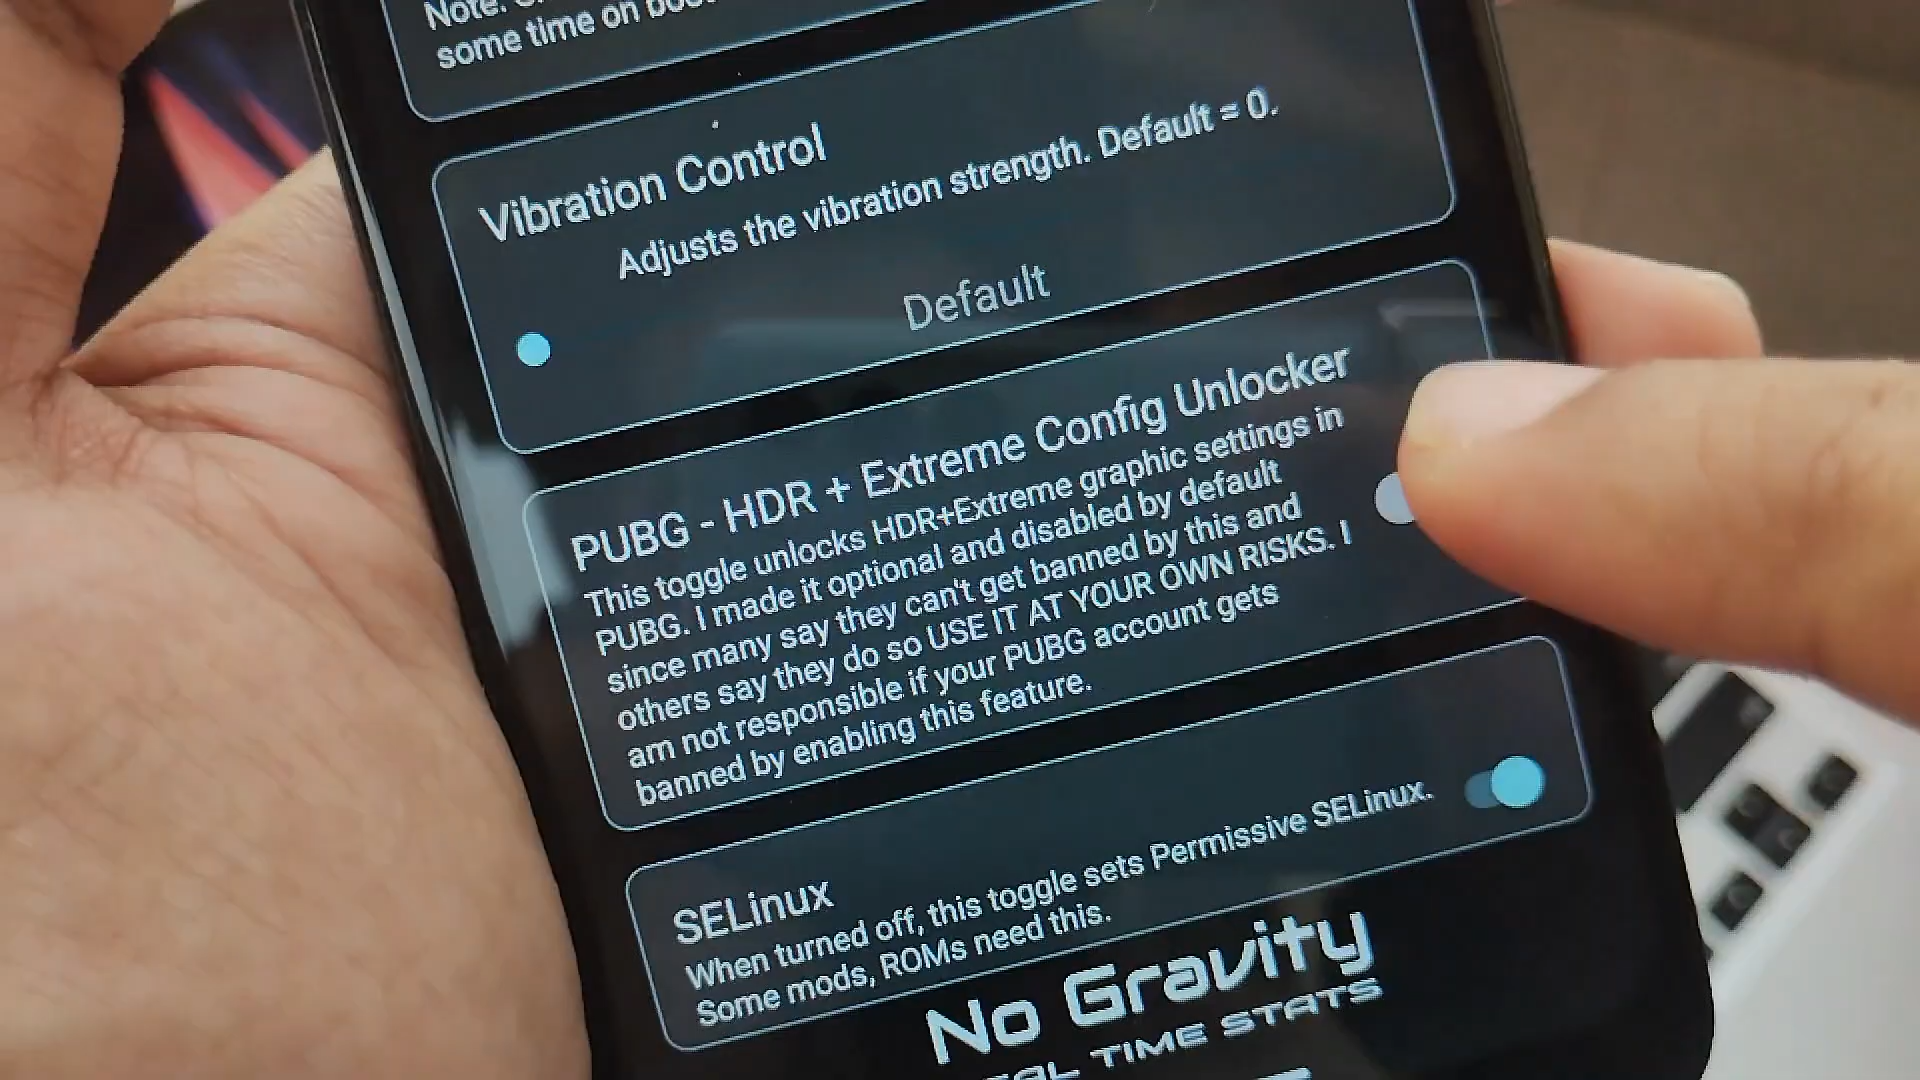 Note:
some time on
Vibration Control
Adjusts the vibration strength. Default = 0.
Default
PUBG - HDR + Extreme Config Unlocker
This toggle unlocks HDR+Extreme graphic settings in
PUBG. I made it optional and disabled by default
since many say they can't get banned by this and
others say they do so USE IT AT YOUR OWN RISKS. I
am not responsible if your PUBG account gets
banned by enabling this feature.
SELinux
When turned off, this toggle sets Permissive SELinux.
Some mods, ROMs need this.
No Gravity
TIME STATS